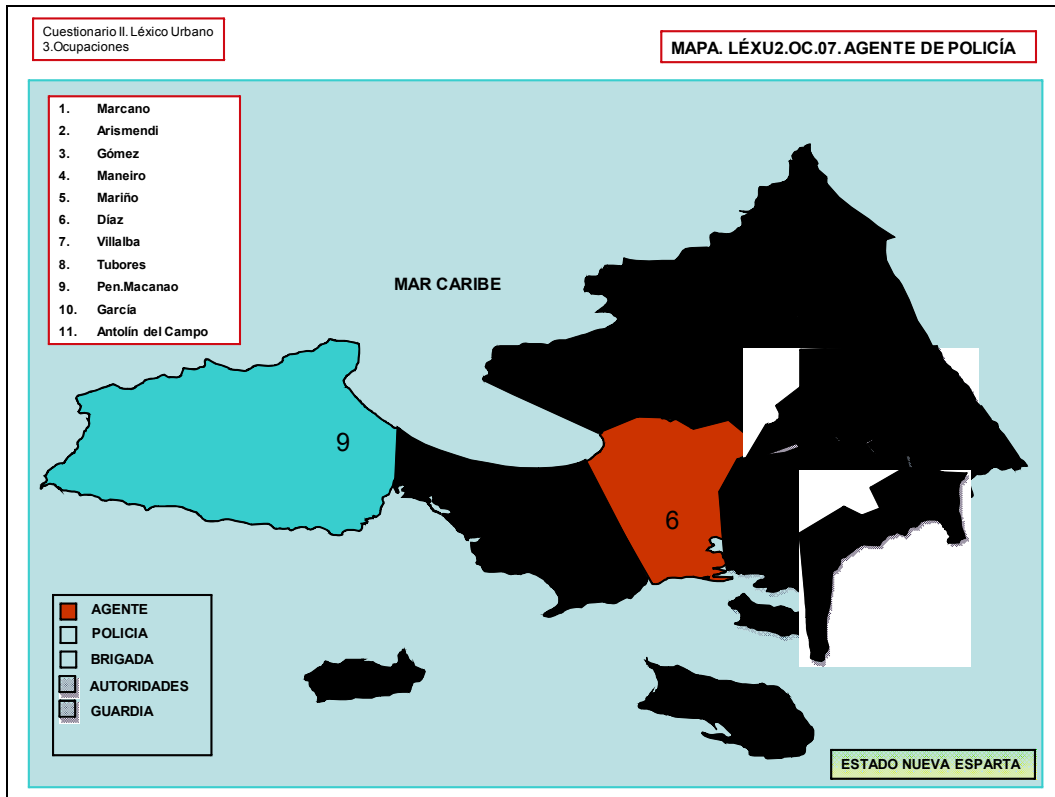 Cuestionario II. Léxico Urbano
3.Ocupaciones
MAPA. LÉXU2.OC.07. AGENTE DE POLICÍA
1. Marcano
2. Arismendi
3. Gómez
4. Maneiro
5. Mariño
6. Díaz
7. Villalba
8. Tubores
9. Pen.Macanao
10. García
11. Antolín del Campo
MAR CARIBE
9
6
AGENTE
POLICIA
BRIGADA
AUTORIDADES
GUARDIA
ESTADO NUEVA ESPARTA